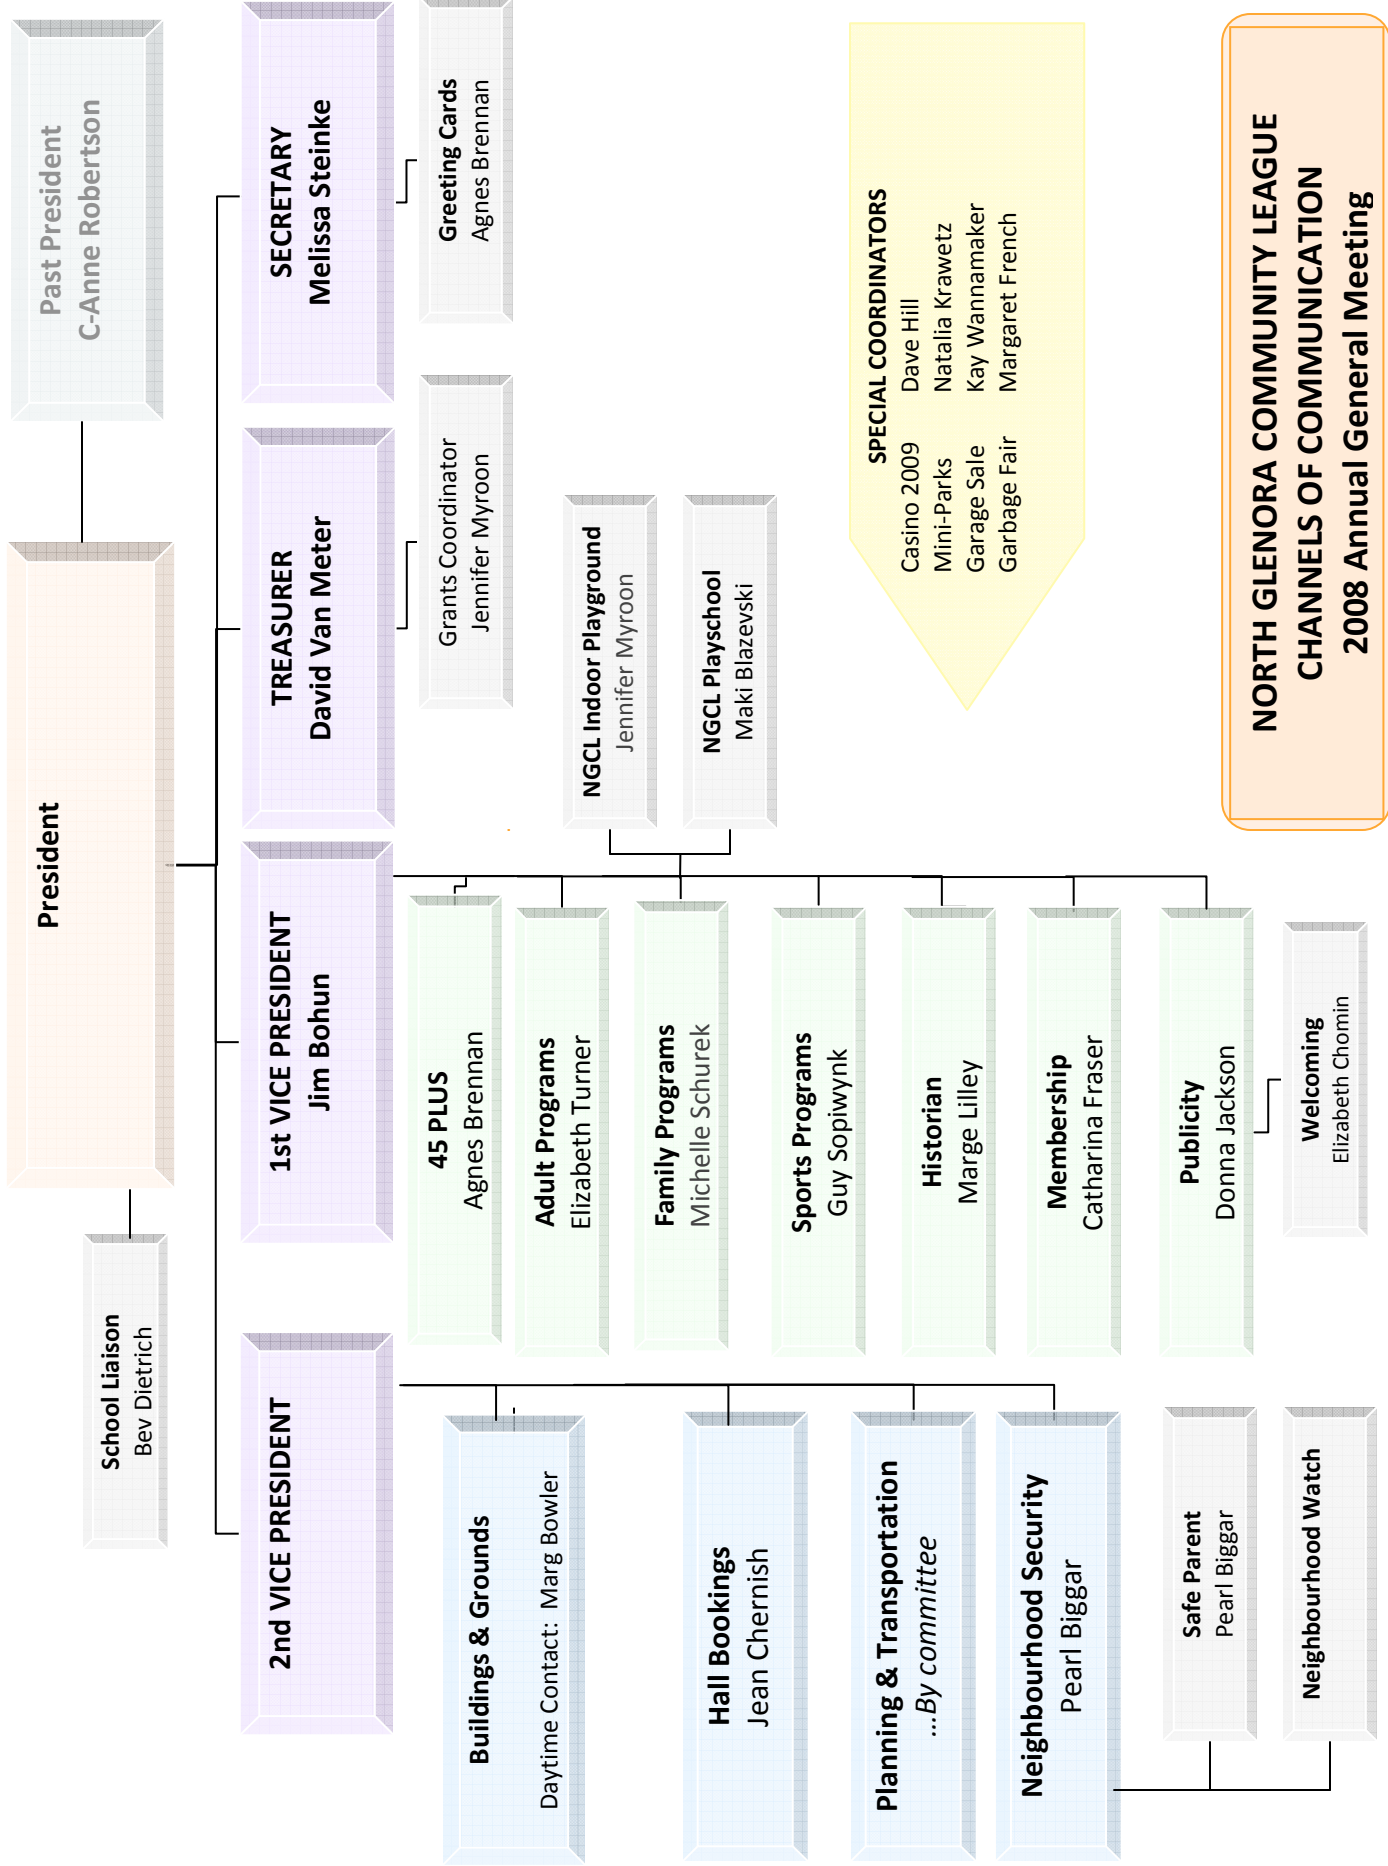 President
Past President
C-Anne Robertson
School Liaison
Bev Dietrich
2nd VICE PRESIDENT
1st VICE PRESIDENT
Jim Bohun
TREASURER
David Van Meter
SECRETARY
Melissa Steinke
Buildings & Grounds
Daytime Contact: Marg Bowler
Hall Bookings
Jean Chernish
Planning & Transportation
...By committee
Neighbourhood Security
Pearl Biggar
Safe Parent
Pearl Biggar
Neighbourhood Watch
45 PLUS
Agnes Brennan
Adult Programs
Elizabeth Turner
Family Programs
Michelle Schurek
Sports Programs
Guy Sopiwynk
Historian
Marge Lilley
Membership
Catharina Fraser
Publicity
Donna Jackson
Welcoming
Elizabeth Chomin
NGCL Indoor Playground
Jennifer Myroon
NGCL Playschool
Maki Blazevski
Grants Coordinator
Jennifer Myroon
Greeting Cards
Agnes Brennan
SPECIAL COORDINATORS
Casino 2009 Dave Hill
Mini-Parks Natalia Krawetz
Garage Sale Kay Wannamaker
Garbage Fair Margaret French
NORTH GLENORA COMMUNITY LEAGUE
CHANNELS OF COMMUNICATION
2008 Annual General Meeting